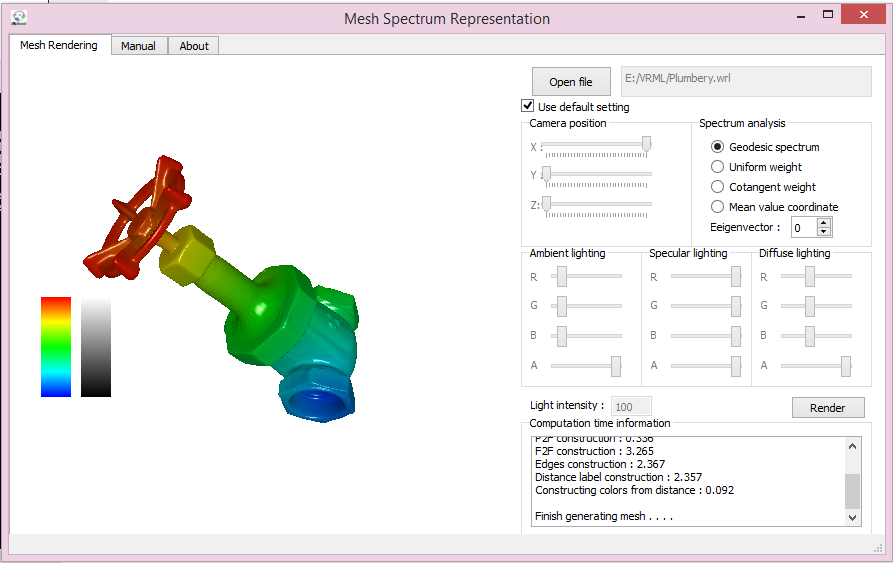 Mesh Spectrum Representation
Mesh Rendering Manual About
Open file E:/VRML/Plumbery.wrl
Use default setting
Camera position Spectrum analysis
X : Geodesic spectrum
Uniform weight
Y : Cotangent weight
Z: Mean value coordinate
Eeigenvector : 0
Ambient lighting Specular lighting Diffuse lighting
R R R
G G G
B B B
A A A
Light intensity : 100 Render
Computation time information
P2F construction : 0.336
F2F construction : 3.265
Edges construction : 2.367
Distance label construction : 2.357
Constructing colors from distance : 0.092
Finish generating mesh . . . .